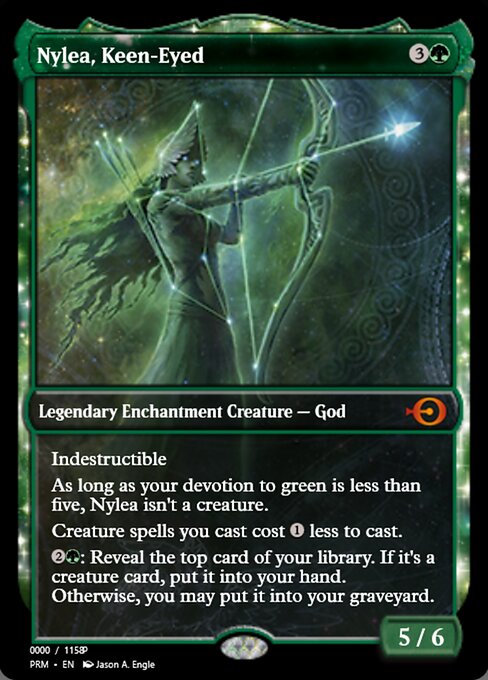 Nylea, Keen-Eyed 3
Legendary Enchantment Creature — God
Indestructible
As long as your devotion to green is less than
five, Nylea isn't a creature.
Creature spells you cast cost 1 less to cast.
2: Reveal the top card of your library. If it's a
creature card, put it into your hand.
Otherwise, you may put it into your graveyard.
5/6
0000 / 1158P
PRM • EN Jason A. Engle